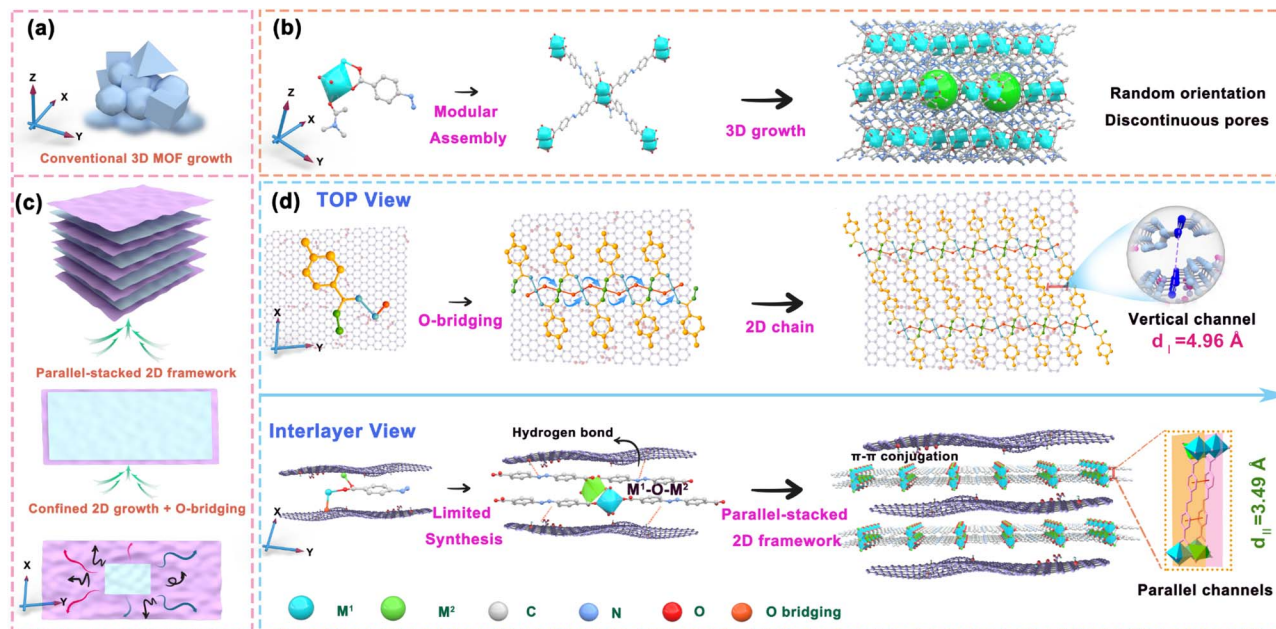 (a)
Z
X
Y
Conventional 3D MOF growth
(b)
Z
X
Y
Modular
Assembly
3D growth
Random orientation
Discontinuous pores
(c)
Parallel-stacked 2D framework
Confined 2D growth + O-bridging
X
Y
(d)
TOP View
X
Y
O-bridging
2D chain
Vertical channel
d I =4.96 Å
Interlayer View
X
Y
Limited
Synthesis
Hydrogen bond
M¹-O-M²
Parallel-stacked
2D framework
π-π conjugation
d II =3.49 Å
Parallel channels
M¹
M²
C
N
O
O bridging